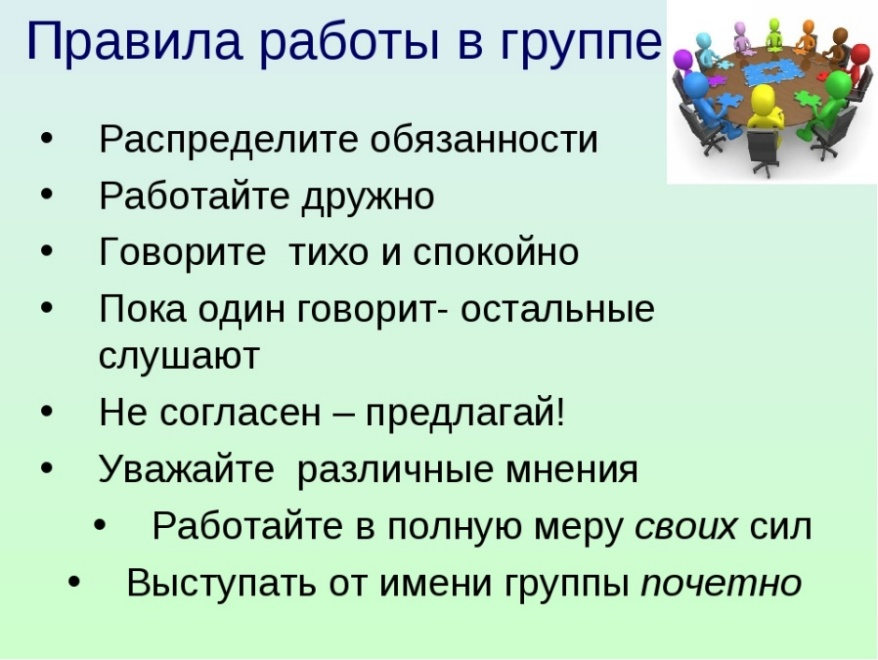 Правила работы в группе
• Распределите обязанности
• Работайте дружно
• Говорите  тихо и спокойно
• Пока один говорит- остальные
слушают
• Не согласен – предлагай!
• Уважайте  различные мнения
• Работайте в полную меру своих сил
• Выступать от имени группы почетно